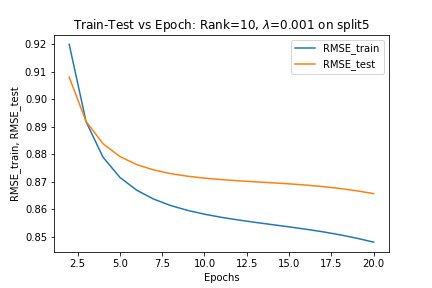 Train-Test vs Epoch: Rank=10, λ=0.001 on split5
RMSE_train
RMSE_test
RMSE_train, RMSE_test
0.92
0.91
0.90
0.89
0.88
0.87
0.86
0.85
2.5 5.0 7.5 10.0 12.5 15.0 17.5 20.0
Epochs